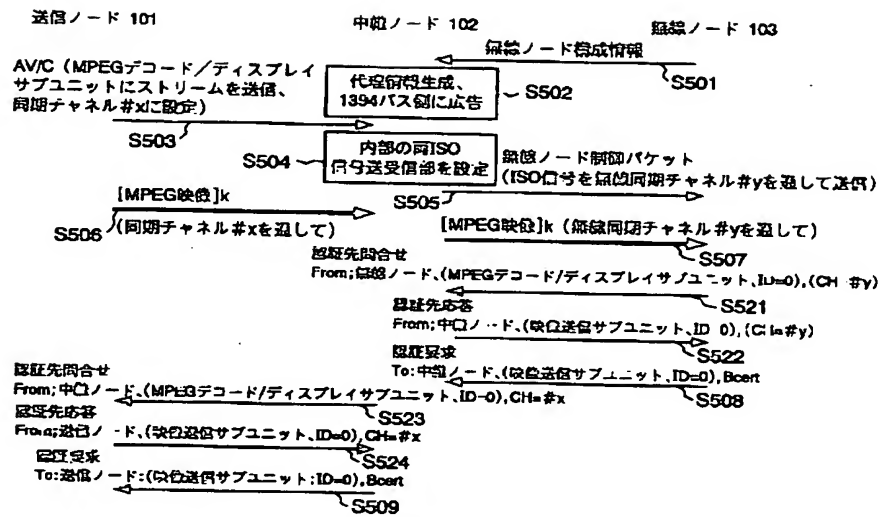 送信ノード 101
中継ノード 102
無線ノード 103
無線ノード構成情報
S501
AV/C (MPEGデコード/ディスプレイ
サブユニットにストリームを送信、
同期チャネル#xに設定)
代理情報生成、
1394バス側に広告
S502
S503
内部の両ISO
信号送受信部を設定
S504
無線ノード制御パケット
(ISO信号を無線同期チャネル#yを通して送信)
S505
[MPEG映像]k
(同期チャネル#xを通して)
S506
[MPEG映像]k (無線同期チャネル#yを通して)
S507
認証先問合せ
From;無線ノード、(MPEGデコード/ディスプレイサブユニット、ID=0),(CH=#y)
S521
認証先応答
From;中継ノード、(映像送信サブユニット、ID=0),(CH=#y)
S522
認証要求
To:中継ノード、(映像送信サブユニット、ID=0),Bcert
S508
認証先問合せ
From;中継ノード、(MPEGデコード/ディスプレイサブユニット、ID=0),CH=#x
S523
認証先応答
From;送信ノード、(映像送信サブユニット、ID=0),CH=#x
S524
認証要求
To:送信ノード:(映像送信サブユニット:ID=0),Bcert
S509